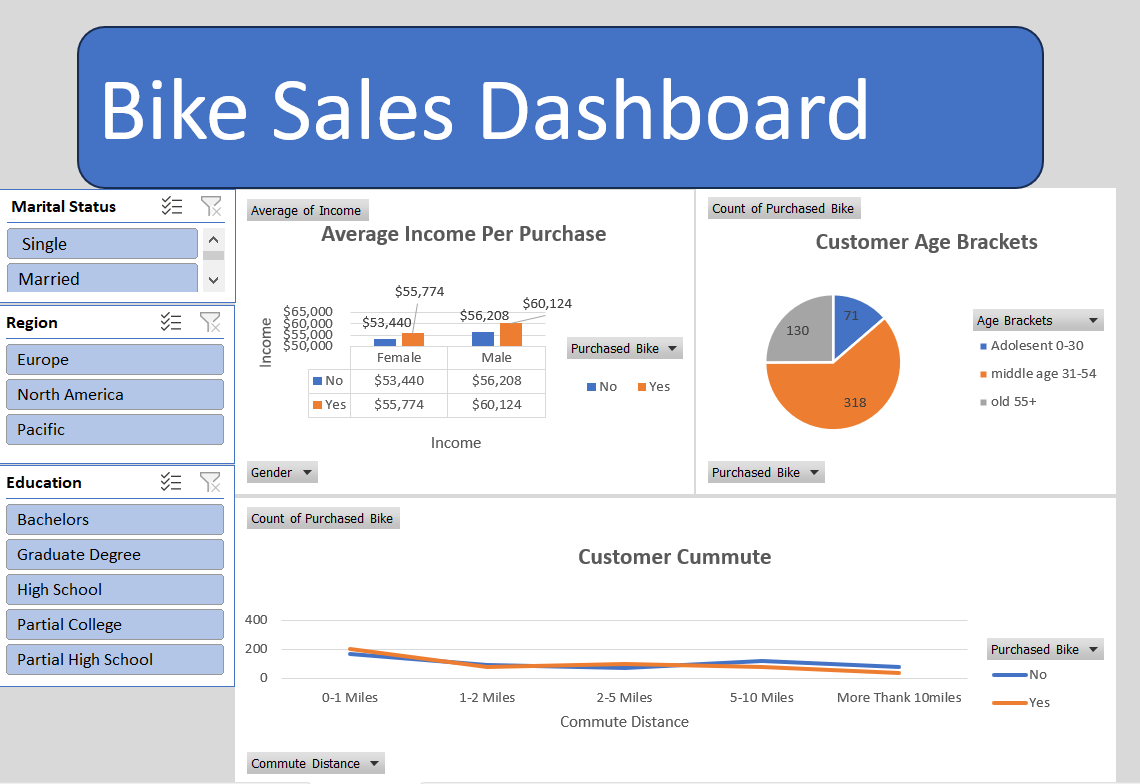 Bike Sales Dashboard
Marital Status
Single
Married
Region
Europe
North America
Pacific
Education
Bachelors
Graduate Degree
High School
Partial College
Partial High School
Average of Income
Average Income Per Purchase
$55,774
$60,124
$53,440
$56,208
$65,000
$60,000
$55,000
$50,000
Income
Female Male
No $53,440 $56,208
Yes $55,774 $60,124
Income
Purchased Bike
No Yes
Gender
Count of Purchased Bike
Customer Age Brackets
71
130
318
Age Brackets
Adolesent 0-30
middle age 31-54
old 55+
Purchased Bike
Count of Purchased Bike
Customer Cummute
400
200
0
0-1 Miles 1-2 Miles 2-5 Miles 5-10 Miles More Thank 10miles
Commute Distance
Purchased Bike
No
Yes
Commute Distance